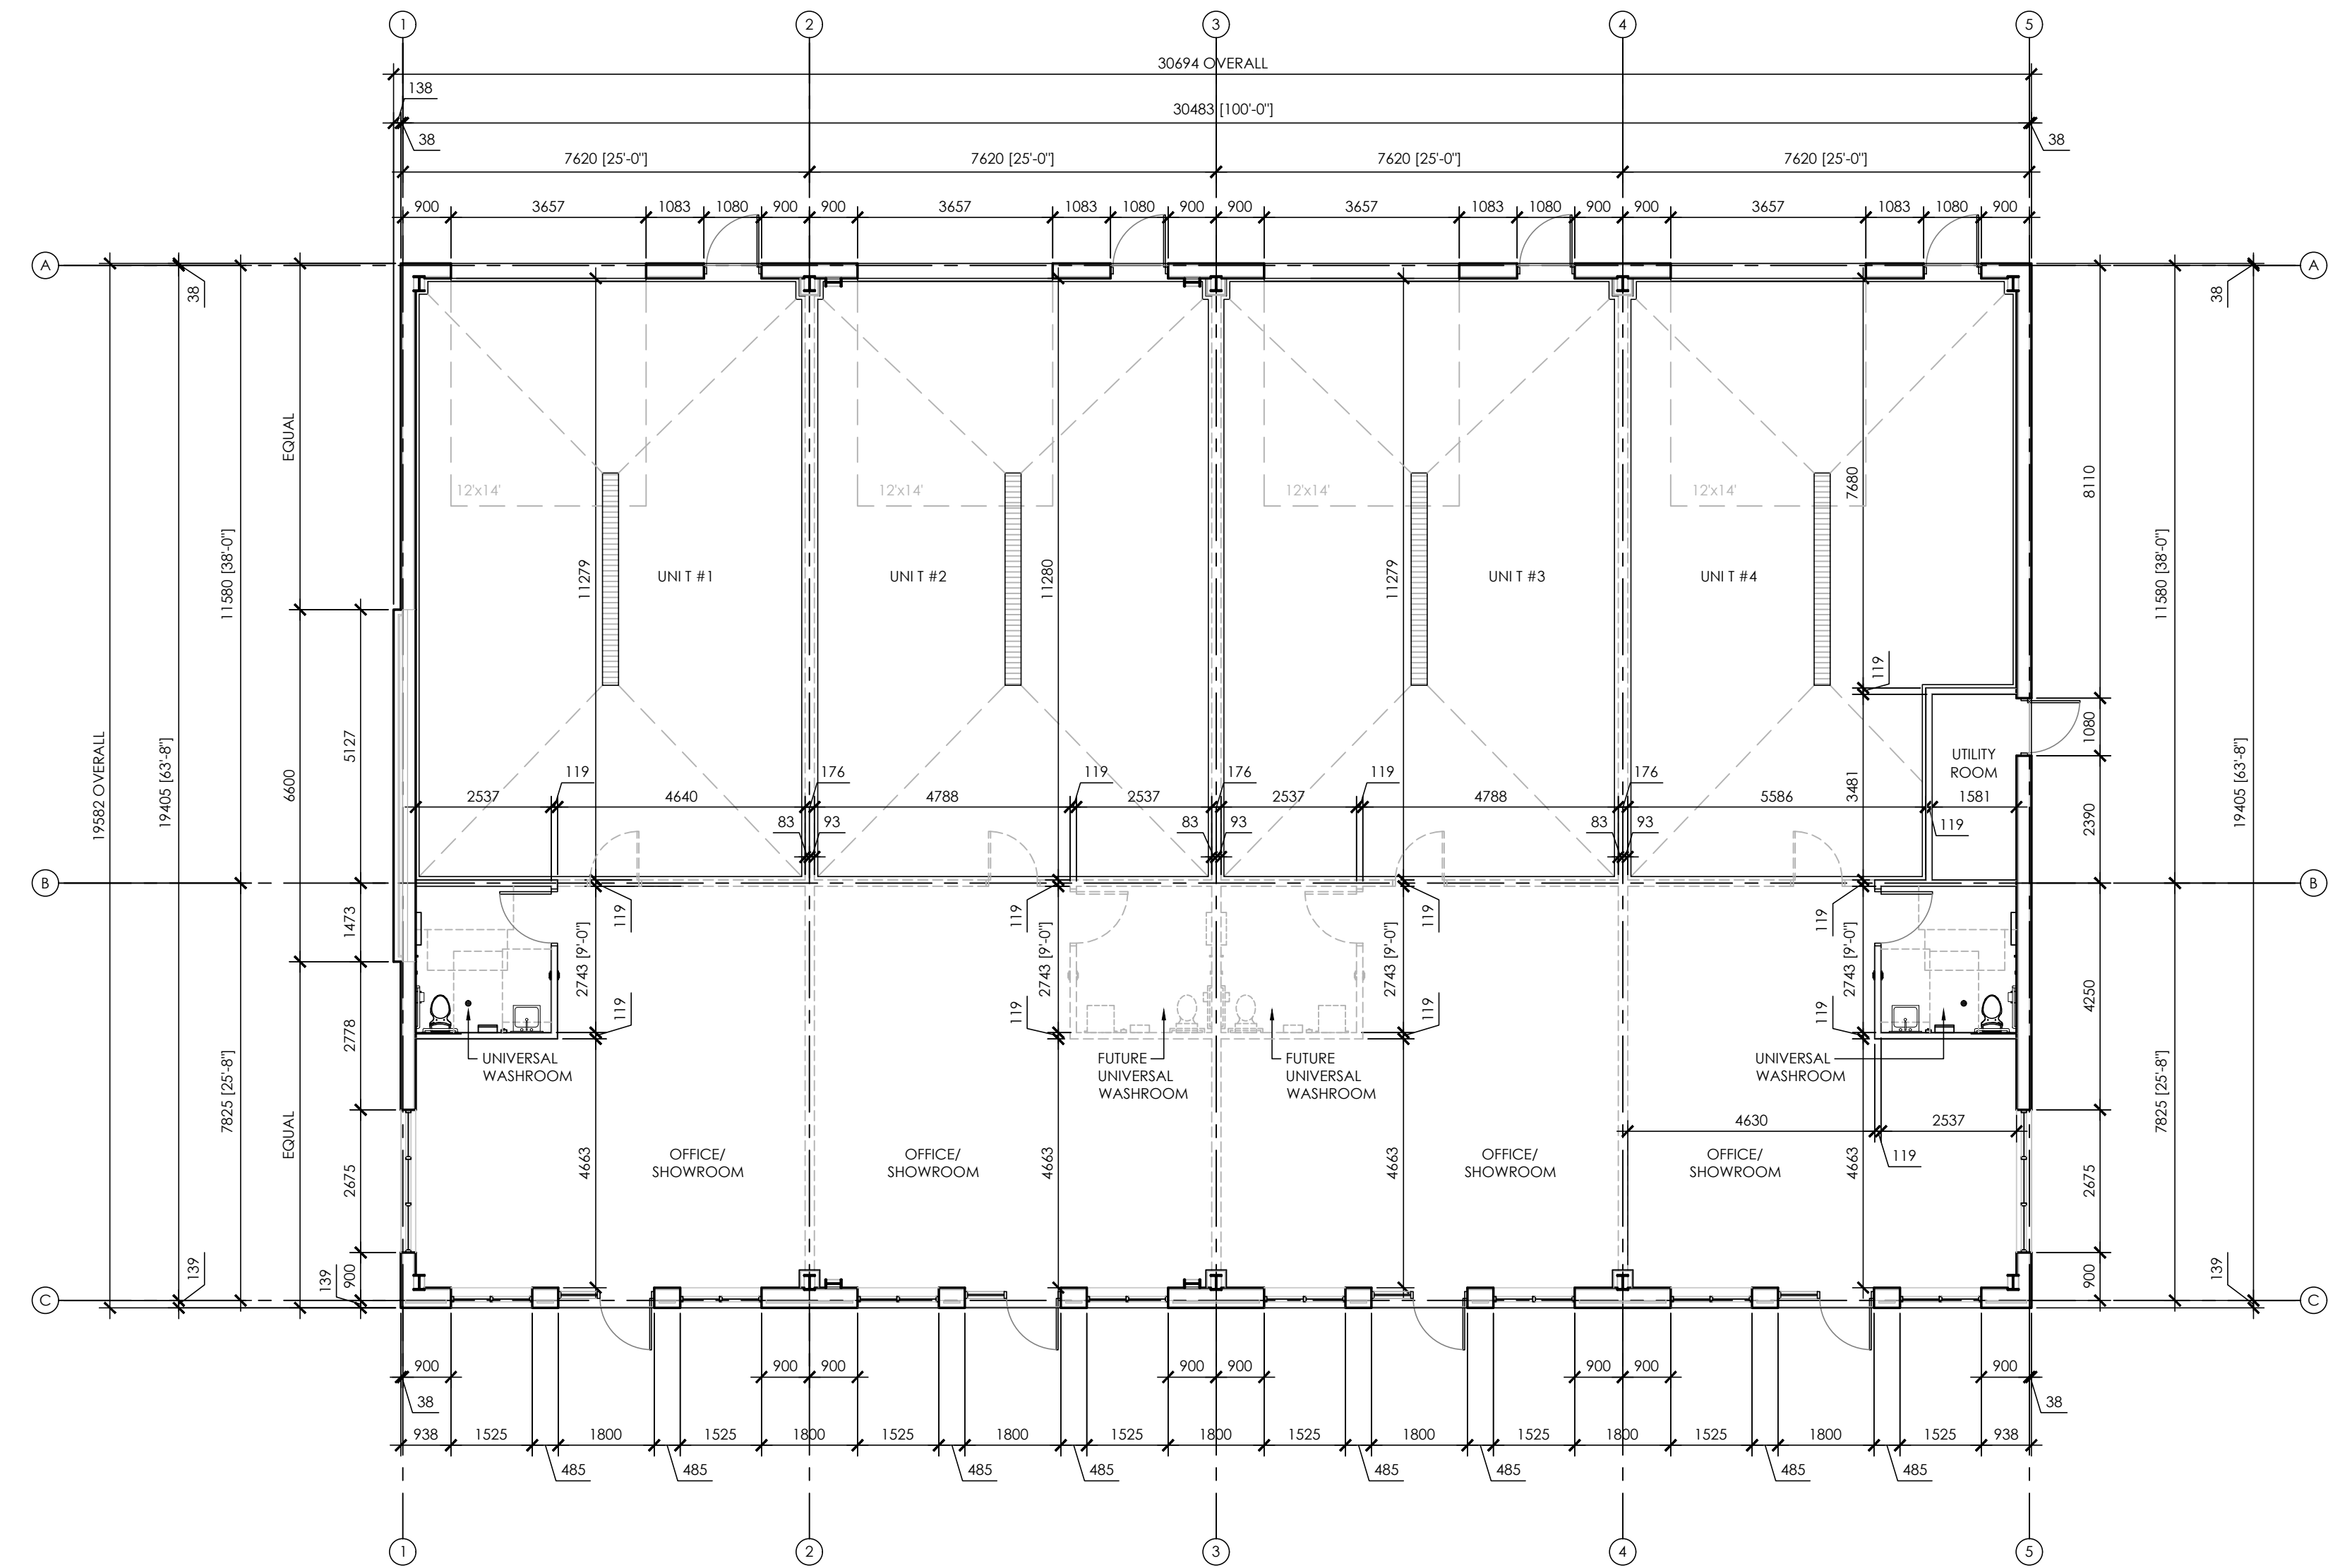 1 2 3 4 5
30694 OVERALL
138
30483 [100'-0"]
38 38
7620 [25'-0"] 7620 [25'-0"] 7620 [25'-0"] 7620 [25'-0"]
900 3657 1083 1080 900 900 3657 1083 1080 900 900 3657 1083 1080 900 900 3657 1083 1080 900
A A
38 38
EQUAL
11580 [38'-0"]
19582 OVERALL
19405 [63'-8"]
5127
6600
12'x14' 12'x14' 12'x14' 12'x14'
7680
8110
11580 [38'-0"]
11279
UNIT #1
UNIT #2
11280
11279
UNIT #3
UNIT #4
119
1080
19405 [63'-8"]
UTILITY
ROOM
3481
2390
119 176 119 176 119 176
2537 4640 4788 2537 2537 4788 5586 1581
83 93 83 93 83 93 119
B B
119 119 119 119
1473
2743 [9'-0"] 2743 [9'-0"] 2743 [9'-0"] 2743 [9'-0"]
119 119 119 119
4250
2778
UNIVERSAL
WASHROOM
FUTURE
UNIVERSAL
WASHROOM
FUTURE
UNIVERSAL
WASHROOM
UNIVERSAL
WASHROOM
7825 [25'-8"]
EQUAL
7825 [25'-8"]
4630 2537
119
2675
4663 4663 4663 4663
OFFICE/
SHOWROOM
OFFICE/
SHOWROOM
OFFICE/
SHOWROOM
OFFICE/
SHOWROOM
2675
139 139 900 900 139
C C
900 900 900 900 900 900 900 900
38 38
938 1525 1800 1525 1800 1525 1800 1525 1800 1525 1800 1525 1800 1525 1800 1525 938
485 485 485 485 485 485 485 485
1 2 3 4 5